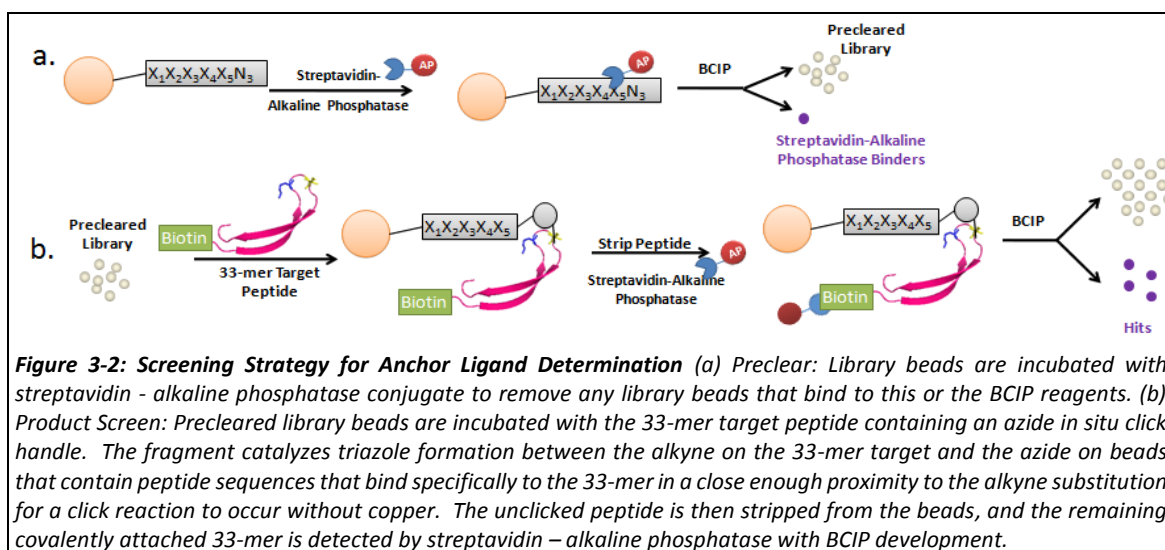 a.
X1X2X3X4X5N3
Streptavidin-
AP
Alkaline Phosphatase
AP
X1X2X3X4X5N3
BCIP
Precleared
Library
Streptavidin-Alkaline
Phosphatase Binders
b.
Precleared
Library
Biotin
33-mer Target
Peptide
X1X2X3X4X5
Biotin
Strip Peptide
AP
Streptavidin-Alkaline
Phosphatase
X1X2X3X4X5
Biotin
BCIP
Hits
Figure 3-2: Screening Strategy for Anchor Ligand Determination (a) Preclear: Library beads are incubated with
streptavidin - alkaline phosphatase conjugate to remove any library beads that bind to this or the BCIP reagents. (b)
Product Screen: Precleared library beads are incubated with the 33-mer target peptide containing an azide in situ click
handle. The fragment catalyzes triazole formation between the alkyne on the 33-mer target and the azide on beads
that contain peptide sequences that bind specifically to the 33-mer in a close enough proximity to the alkyne substitution
for a click reaction to occur without copper. The unclicked peptide is then stripped from the beads, and the remaining
covalently attached 33-mer is detected by streptavidin – alkaline phosphatase with BCIP development.